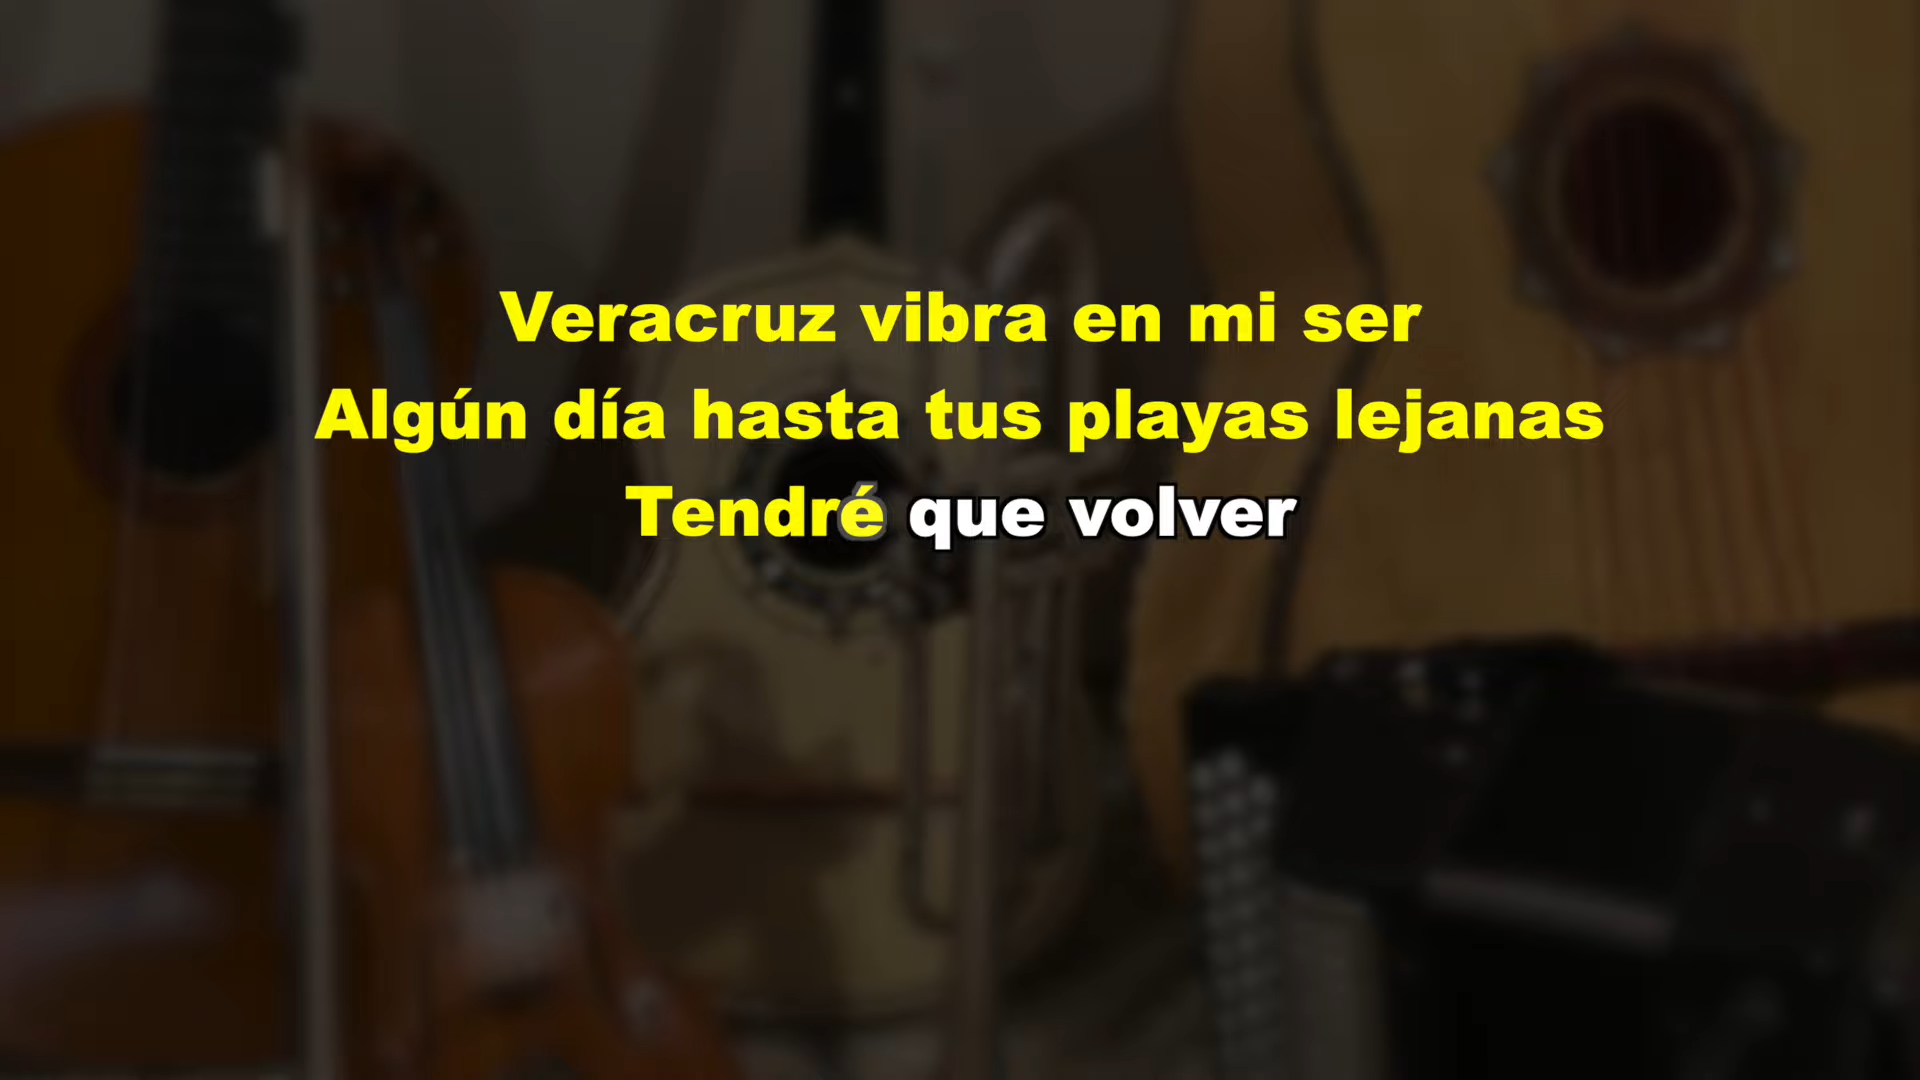 Veracruz vibra en mi ser
Algún día hasta tus playas lejanas
Tendré que volver